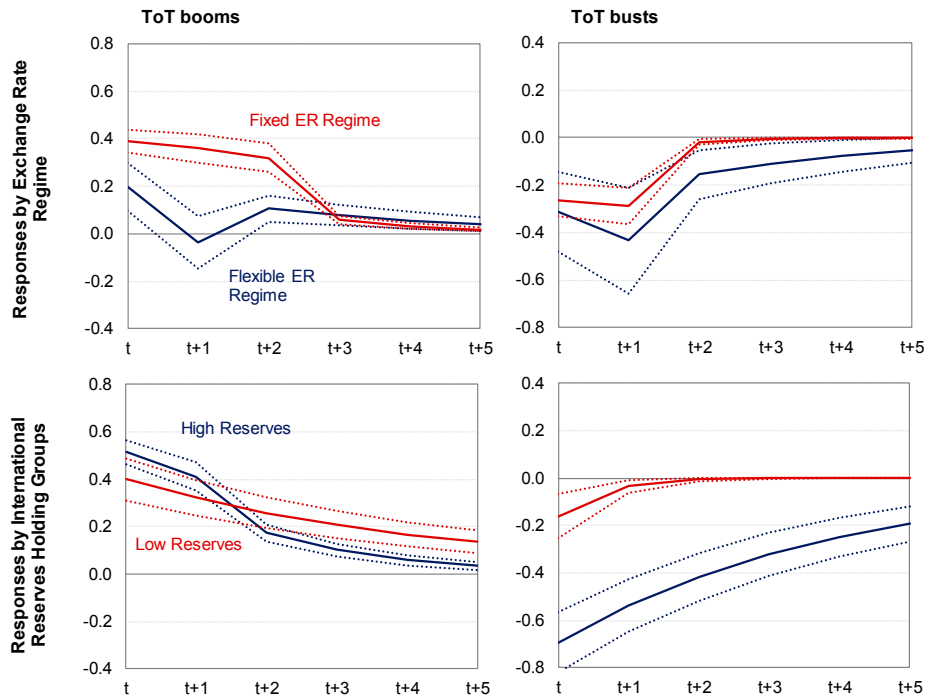 ToT booms
ToT busts
Responses by Exchange Rate
Regime
0.8
0.6
0.4
0.2
0.0
-0.2
-0.4
Fixed ER Regime
Flexible ER
Regime
t
t+1
t+2
t+3
t+4
t+5
0.4
0.2
0.0
-0.2
-0.4
-0.6
-0.8
t
t+1
t+2
t+3
t+4
t+5
Responses by International
Reserves Holding Groups
0.8
0.6
0.4
0.2
0.0
-0.2
-0.4
High Reserves
Low Reserves
t
t+1
t+2
t+3
t+4
t+5
0.4
0.2
0.0
-0.2
-0.4
-0.6
-0.8
t
t+1
t+2
t+3
t+4
t+5